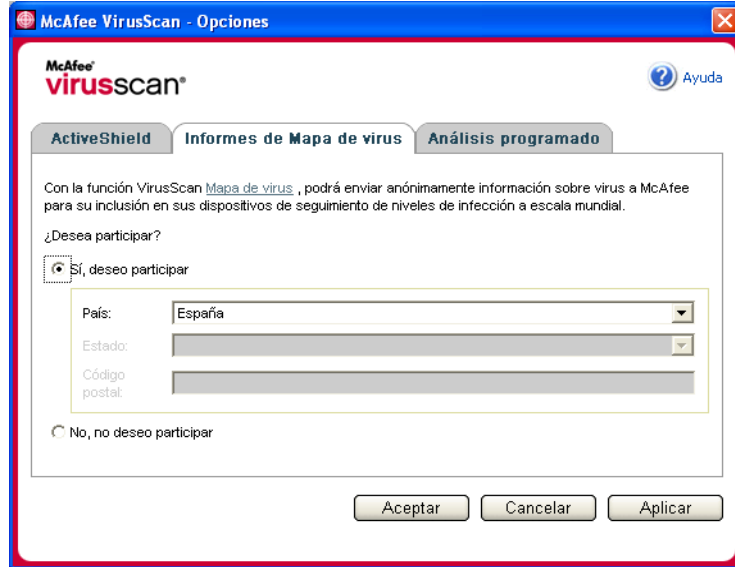 McAfee VirusScan - Opciones
McAfee®
virusscan®
Ayuda
ActiveShield
Informes de Mapa de virus
Análisis programado
Con la función VirusScan Mapa de virus , podrá enviar anónimamente información sobre virus a McAfee
para su inclusión en sus dispositivos de seguimiento de niveles de infección a escala mundial.
¿Desea participar?
Sí, deseo participar
País:
España
Estado:
Código
postal:
No, no deseo participar
Aceptar
Cancelar
Aplicar